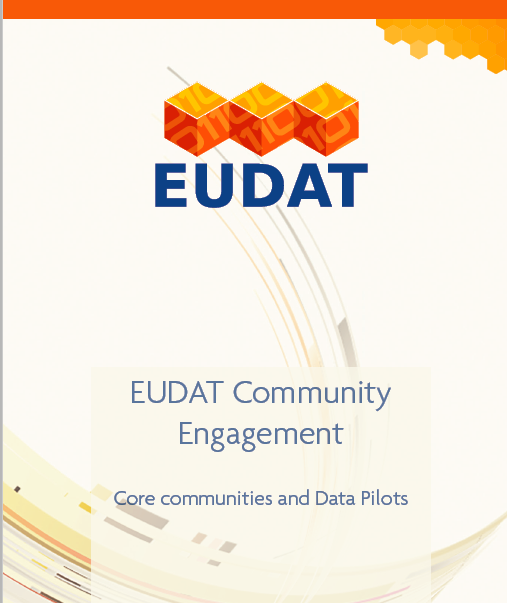 EUDAT
EUDAT Community
Engagement
Core communities and Data Pilots